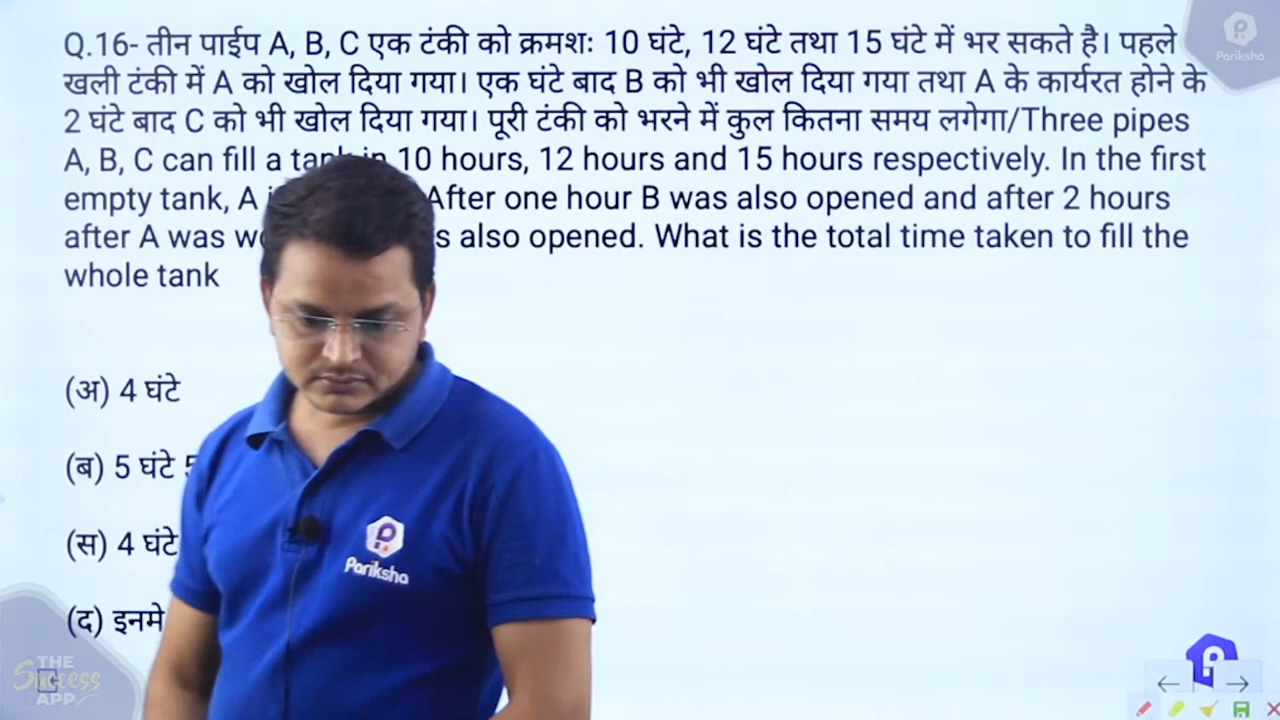 Q.16- तीन पाईप A, B, C एक टंकी को क्रमशः 10 घंटे, 12 घंटे तथा 15 घंटे में भर सकते है। पहले
खली टंकी में A को खोल दिया गया। एक घंटे बाद B को भी खोल दिया गया तथा A के कार्यरत होने के
2 घंटे बाद C को भी खोल दिया गया। पूरी टंकी को भरने में कुल कितना समय लगेगा/Three pipes
A, B, C can fill a tank in 10 hours, 12 hours and 15 hours respectively. In the first
empty tank, A After one hour B was also opened and after 2 hours
after A was also opened. What is the total time taken to fill the
whole tank
(अ) 4 घंटे
(ब) 5 घंटे
(स) 4 घंटे
(द)
Pariksha
Pariksha
THE
Success
APP